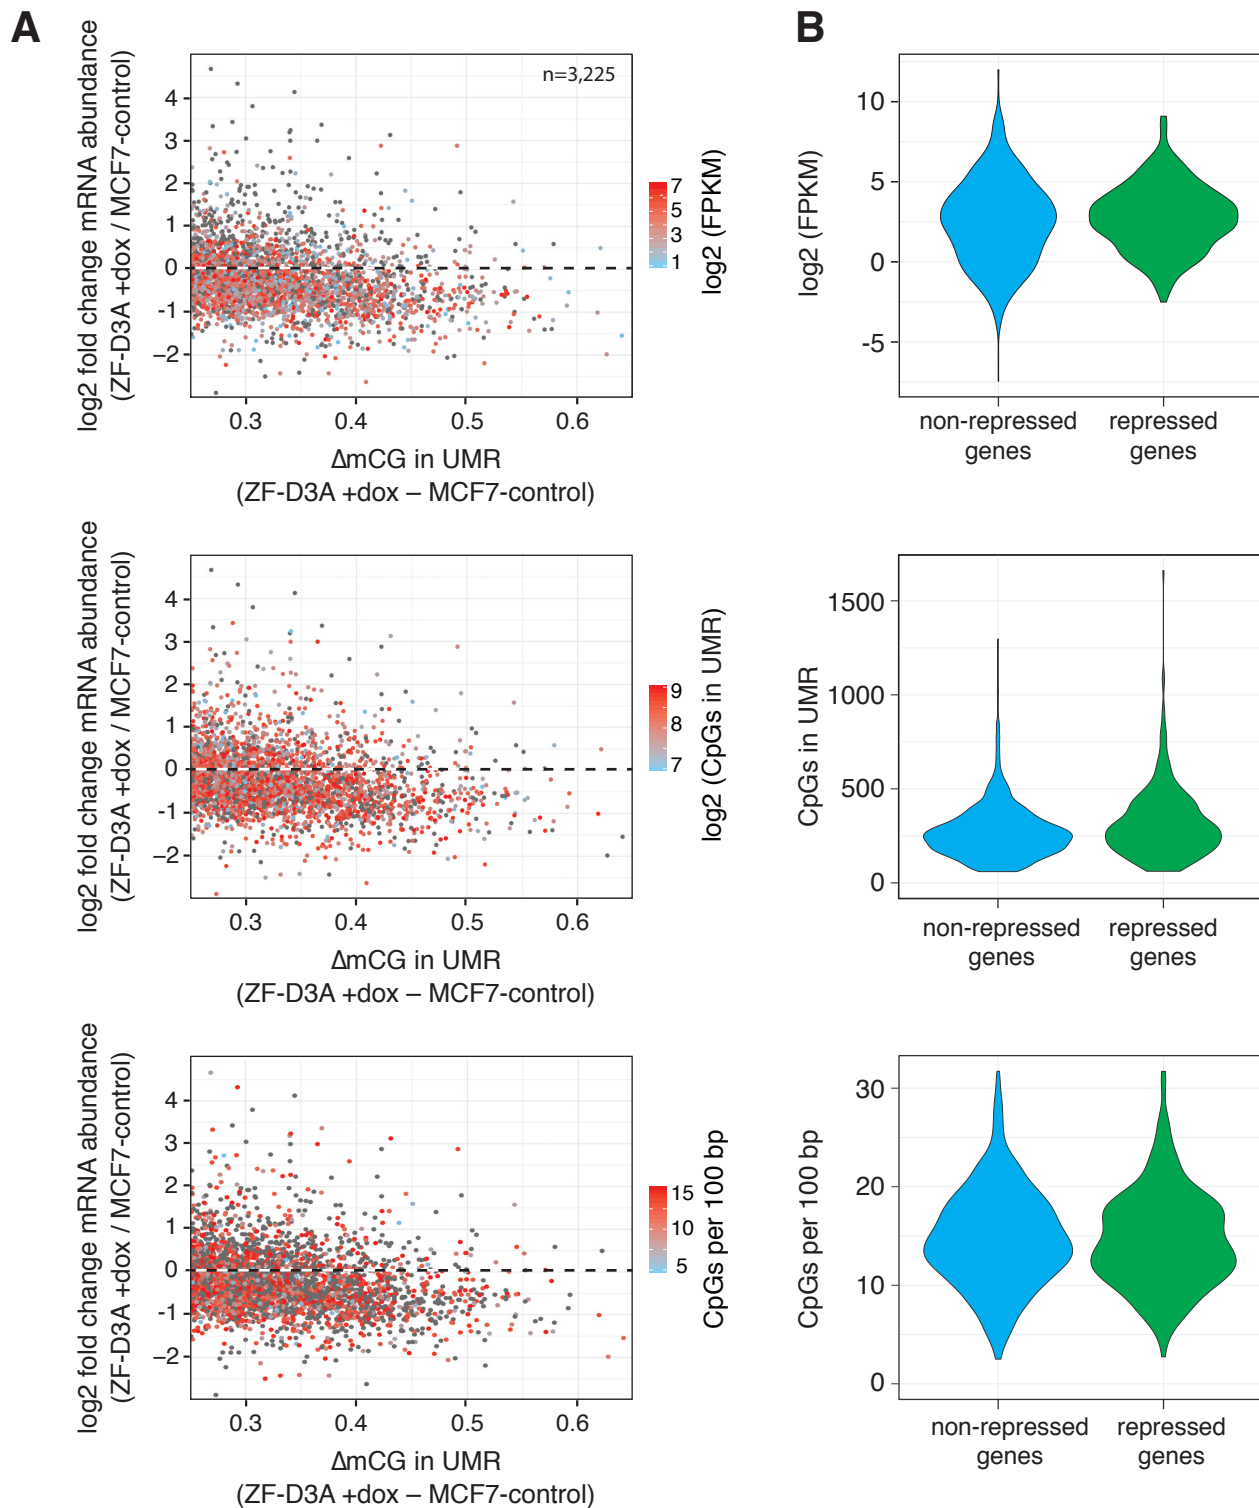 A
B
log2 fold change mRNA abundance
(ZF-D3A +dox / MCF7-control)
4
3
2
1
0
-1
−2
n=3,225
0.3
0.4
0.5
0.6
ΔmCG in UMR
(ZF-D3A +dox – MCF7-control)
7
5
3
1
log2 (FPKM)
log2 (FPKM)
10
5
0
-5
non-repressed
genes
repressed
genes
log2 fold change mRNA abundance
(ZF-D3A +dox / MCF7-control)
4
3
2
1
0
-1
−2
0.3
0.4
0.5
0.6
ΔmCG in UMR
(ZF-D3A +dox – MCF7-control)
9
8
7
log2 (CpGs in UMR)
CpGs in UMR
1500
1000
500
0
non-repressed
genes
repressed
genes
log2 fold change mRNA abundance
(ZF-D3A +dox / MCF7-control)
4
3
2
1
0
-1
−2
0.3
0.4
0.5
0.6
ΔmCG in UMR
(ZF-D3A +dox – MCF7-control)
15
10
5
CpGs per 100 bp
CpGs per 100 bp
30
20
10
0
non-repressed
genes
repressed
genes